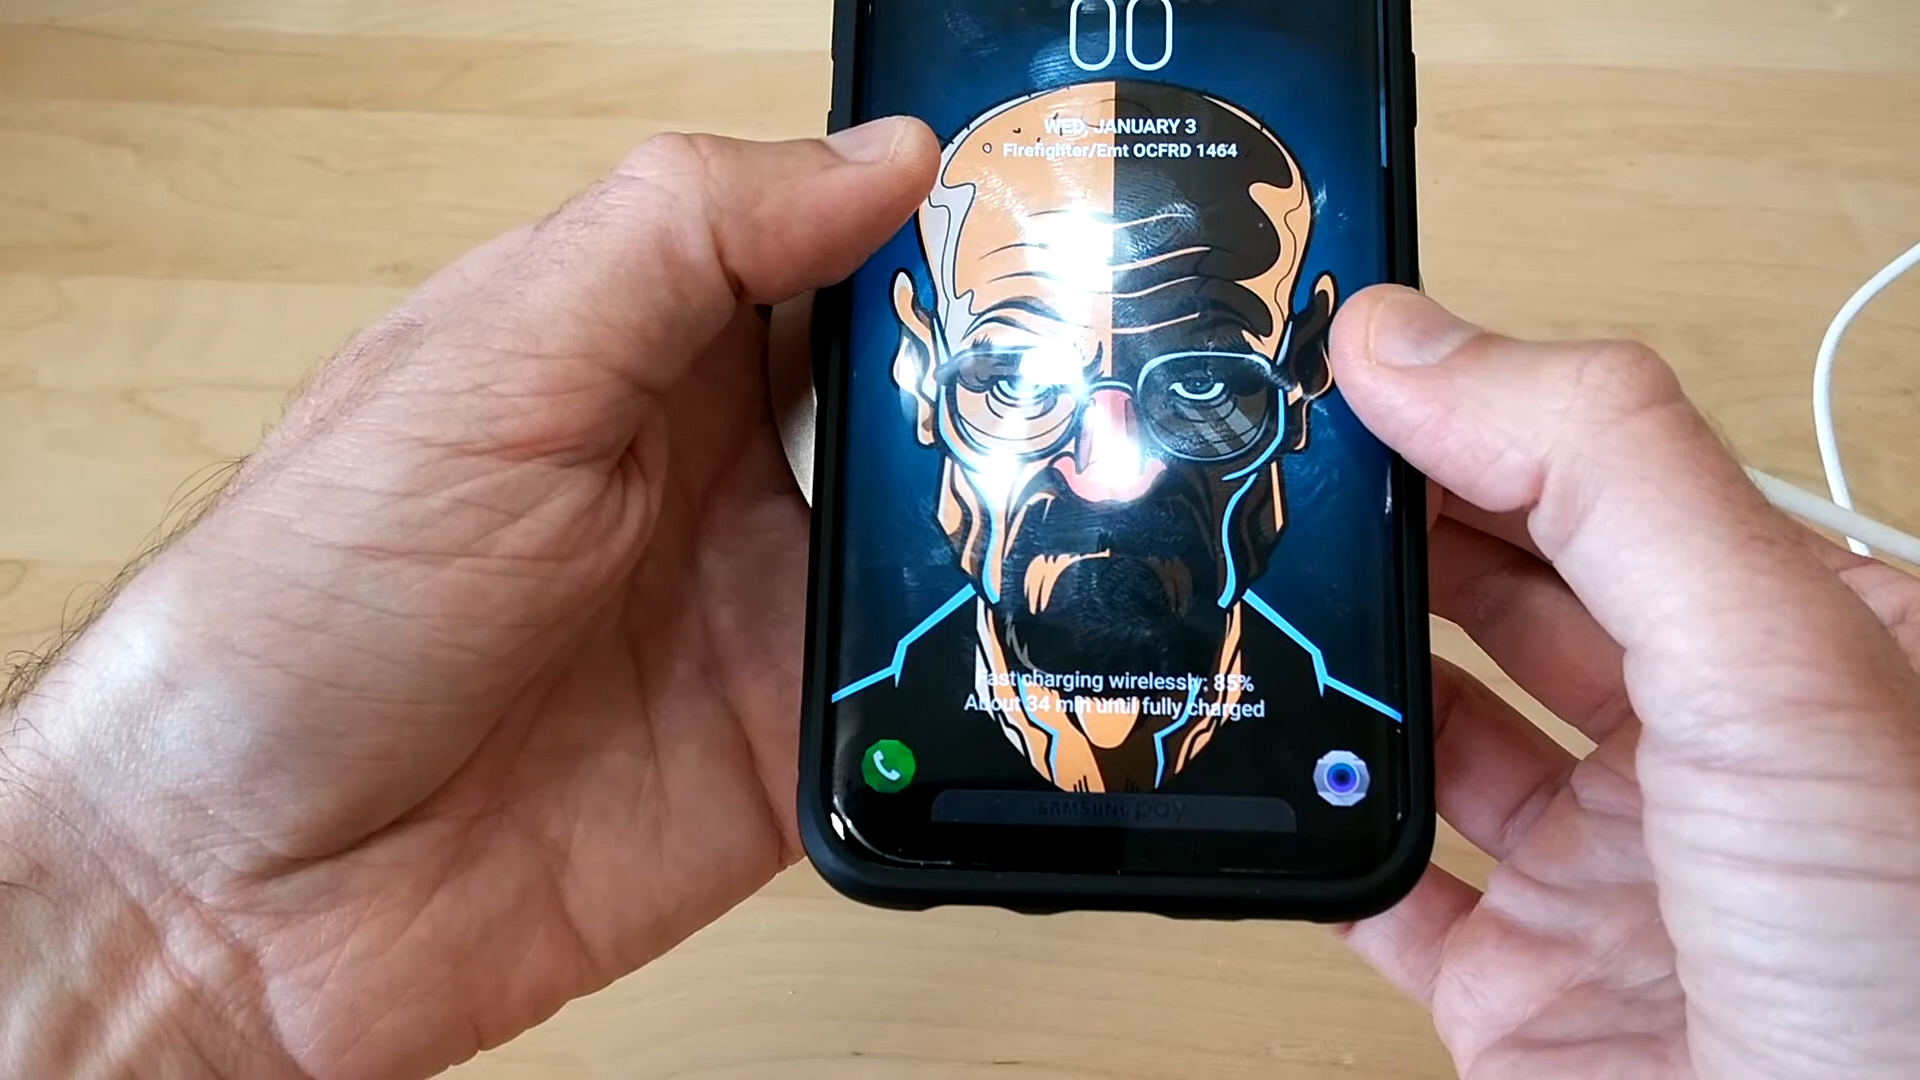 00
WED, JANUARY 3
Firefighter/Emt OCFRD 1464
Fast charging wirelessly: 85%
About 34 min until fully charged
SAMSUNG pay